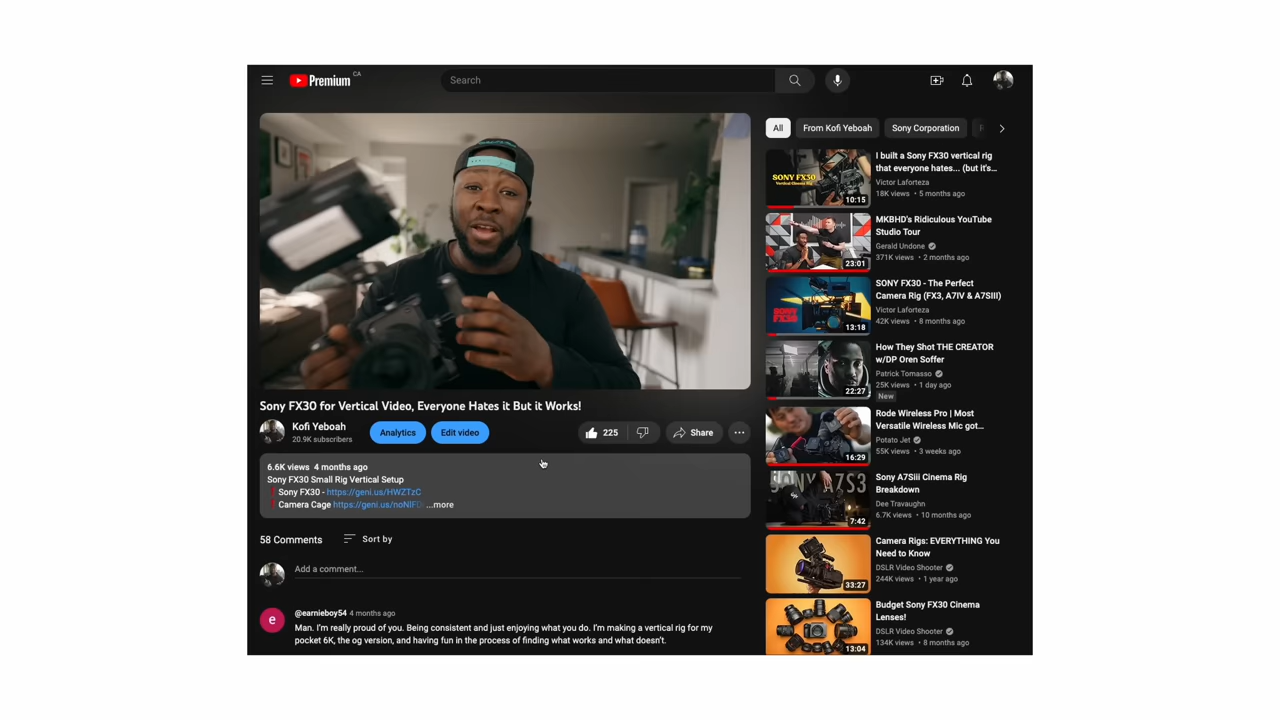 Premium CA
Search
All
From Kofi Yeboah
Sony Corporation
Sony FX30 for Vertical Video, Everyone Hates it But it Works!
Kofi Yeboah
20.9K subscribers
Analytics
Edit video
225
Share
6.6K views 4 months ago
Sony FX30 Small Rig Vertical Setup
Sony FX30 - https://geni.us/HWZTzC
Camera Cage https://geni.us/noNIFD ...more
58 Comments
Sort by
Add a comment...
e
@earnieboy54 4 months ago
Man. I'm really proud of you. Being consistent and just enjoying what you do. I'm making a vertical rig for my
pocket 6K, the og version, and having fun in the process of finding what works and what doesn't.
SONY FX30
Vertical Cinema Rig
10:15
I built a Sony FX30 vertical rig
that everyone hates... (but it's...
Victor Laforteza
18K views • 5 months ago
23:01
MKBHD's Ridiculous YouTube
Studio Tour
Gerald Undone
371K views • 2 months ago
SONY
FX30
13:18
SONY FX30 - The Perfect
Camera Rig (FX3, A7IV & A7SIII)
Victor Laforteza
42K views • 8 months ago
22:27
How They Shot THE CREATOR
w/DP Oren Soffer
Patrick Tomasso
25K views • 1 day ago
New
16:29
Rode Wireless Pro | Most
Versatile Wireless Mic got...
Potato Jet
55K views • 3 weeks ago
7:42
Sony A7Siii Cinema Rig
Breakdown
Dee Travaughn
6.7K views • 10 months ago
33:27
Camera Rigs: EVERYTHING You
Need to Know
DSLR Video Shooter
244K views • 1 year ago
13:04
Budget Sony FX30 Cinema
Lenses!
DSLR Video Shooter
134K views • 8 months ago